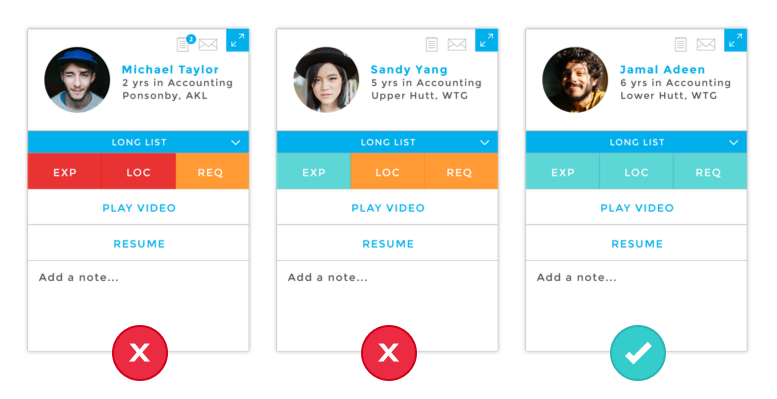 2
Michael Taylor
2 yrs in Accounting
Ponsonby, AKL
LONG LIST
EXP LOC REQ
PLAY VIDEO
RESUME
Add a note...
Sandy Yang
5 yrs in Accounting
Upper Hutt, WTG
LONG LIST
EXP LOC REQ
PLAY VIDEO
RESUME
Add a note...
Jamal Adeen
6 yrs in Accounting
Lower Hutt, WTG
LONG LIST
EXP LOC REQ
PLAY VIDEO
RESUME
Add a note...